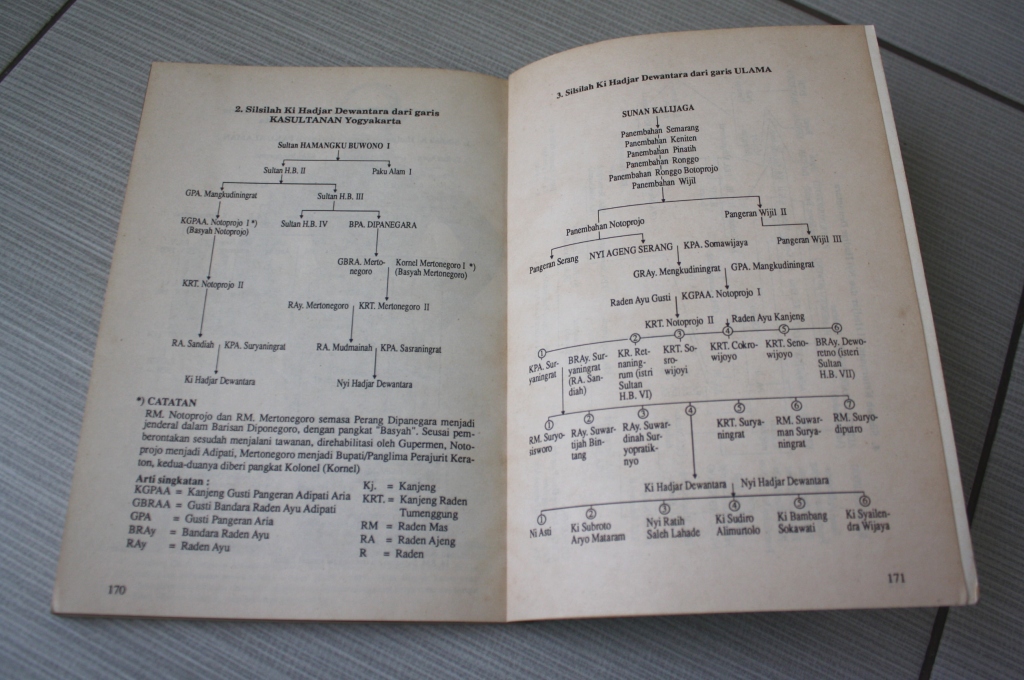 2. Silsilah Ki Hadjar Dewantara dari garis
KASULTANAN Yogyakarta
Sultan HAMANGKU BUWONO I
Sultan H.B. II
Paku Alam I
GPA. Mangkudiningrat
Sultan H.B. III
KGPAA. Notoprojo I *)
(Basyah Notoprojo)
Sultan H.B. IV
BPA. DIPANEGARA
GBRA. Merto-
negoro
Kornel Mertonegoro I *)
(Basyah Mertonegoro)
KRT. Notoprojo II
RAy. Mertonegoro
KRT. Mertonegoro II
RA. Sandiah
KPA. Suryaningrat
RA. Mudmainah
KPA. Sasraningrat
Ki Hadjar Dewantara
Nyi Hadjar Dewantara
*) CATATAN
RM. Notoprojo dan RM. Mertonegoro semasa Perang Dipanegara menjadi
jenderal dalam Barisan Diponegoro, dengan pangkat "Basyah". Seusai pem-
berontakan sesudah menjalani tawanan, direhabilitasi oleh Gupermen, Noto-
projo menjadi Adipati, Mertonegoro menjadi Bupati/Panglima Perajurit Kera-
ton, kedua-duanya diberi pangkat Kolonel (Kornel)
Arti singkatan :
KGPAA = Kanjeng Gusti Pangeran Adipati Aria
GBRAA = Gusti Bandara Raden Ayu Adipati
GPA = Gusti Pangeran Aria
BRAy = Bandara Raden Ayu
RAy = Raden Ayu
Kj. = Kanjeng
KRT. = Kanjeng Raden
Tumenggung
RM = Raden Mas
RA = Raden Ajeng
R = Raden
170
3. Silsilah Ki Hadjar Dewantara dari garis ULAMA
SUNAN KALIJAGA
Panembahan Semarang
Panembahan Keniten
Panembahan Pinatih
Panembahan Ronggo
Panembahan Ronggo Botoprojo
Panembahan Wijil
Panembahan Notoprojo
Pangeran Wijil II
Pangeran Serang
NYI AGENG SERANG
KPA. Somawijaya
Pangeran Wijil III
GRAy. Mengkudiningrat
GPA. Mangkudiningrat
Raden Ayu Gusti
KGPAA. Notoprojo I
KRT. Notoprojo II
Raden Ayu Kanjeng
1 2 3 4 5 6
KPA. Sur-
yaningrat
BRAy. Sur-
yaningrat
(RA. San-
diah)
KR. Ret-
naning-
rum (istri
Sultan
H.B. VI)
KRT. So-
sro-
wijoyi
KRT. Cokro-
wijoyo
KRT. Seno-
wijoyo
BRAy. Dewo-
retno (isteri
Sultan
H.B. VII)
1 2 3 4 5 6 7
RM. Suryo-
sisworo
RAy. Suwar-
tijah Bin-
tang
RAy. Suwar-
dinah Sur-
yopratik-
nyo
KRT. Surya-
ningrat
RM. Suwar-
man Surya-
ningrat
RM. Suryo-
diputro
Ki Hadjar Dewantara
Nyi Hadjar Dewantara
1 2 3 4 5 6
Ni Asti
Ki Subroto
Aryo Mataram
Nyi Ratih
Saleh Lahade
Ki Sudiro
Alimurtolo
Ki Bambang
Sokawati
Ki Syailen-
dra Wijaya
171